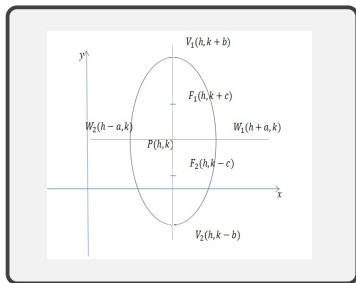 V₁(h, k + b)
y
F₁(h, k + c)
W₂(h − a, k)
W₁(h + a, k)
P(h, k)
F₂(h, k − c)
x
V₂(h, k − b)